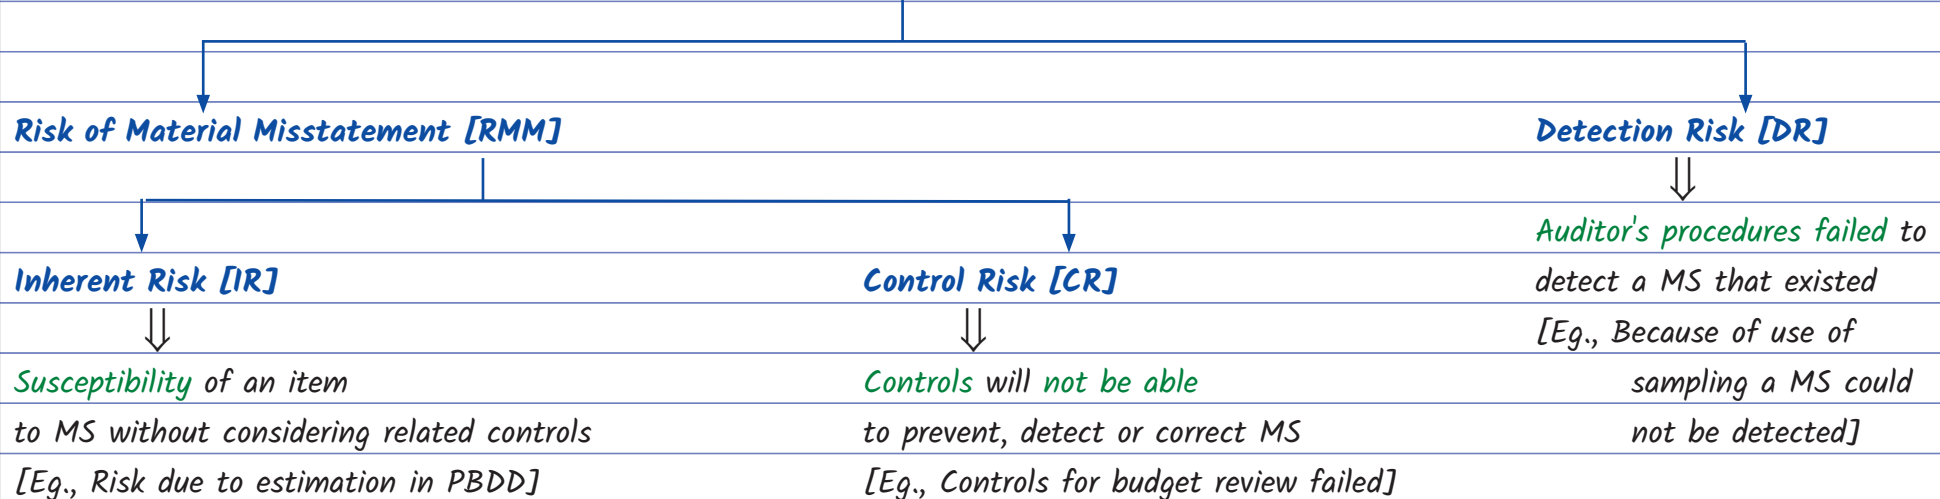 Risk of Material Misstatement [RMM]
Detection Risk [DR]
Inherent Risk [IR]
Susceptibility of an item
to MS without considering related controls
[Eg., Risk due to estimation in PBDD]
Control Risk [CR]
Controls will not be able
to prevent, detect or correct MS
[Eg., Controls for budget review failed]
Auditor's procedures failed to
detect a MS that existed
[Eg., Because of use of
sampling a MS could
not be detected]